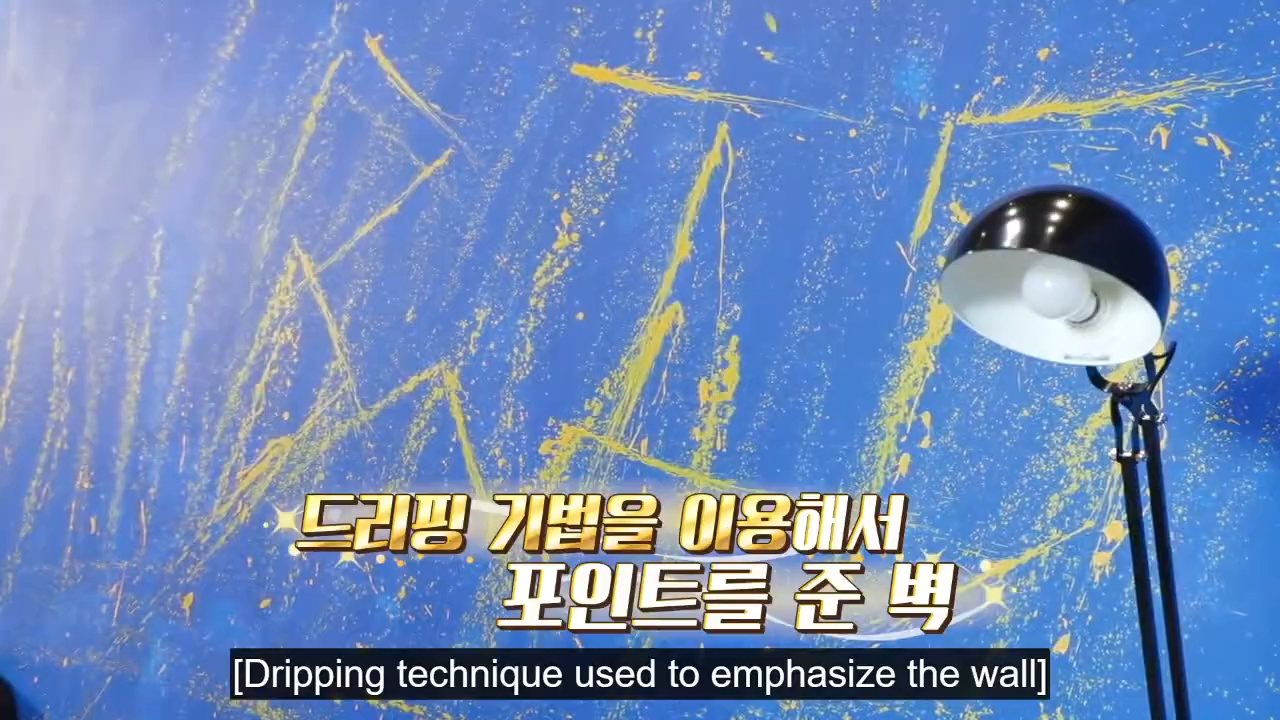 드리핑 기법을 이용해서
포인트를 준 벽
[Dripping technique used to emphasize the wall]